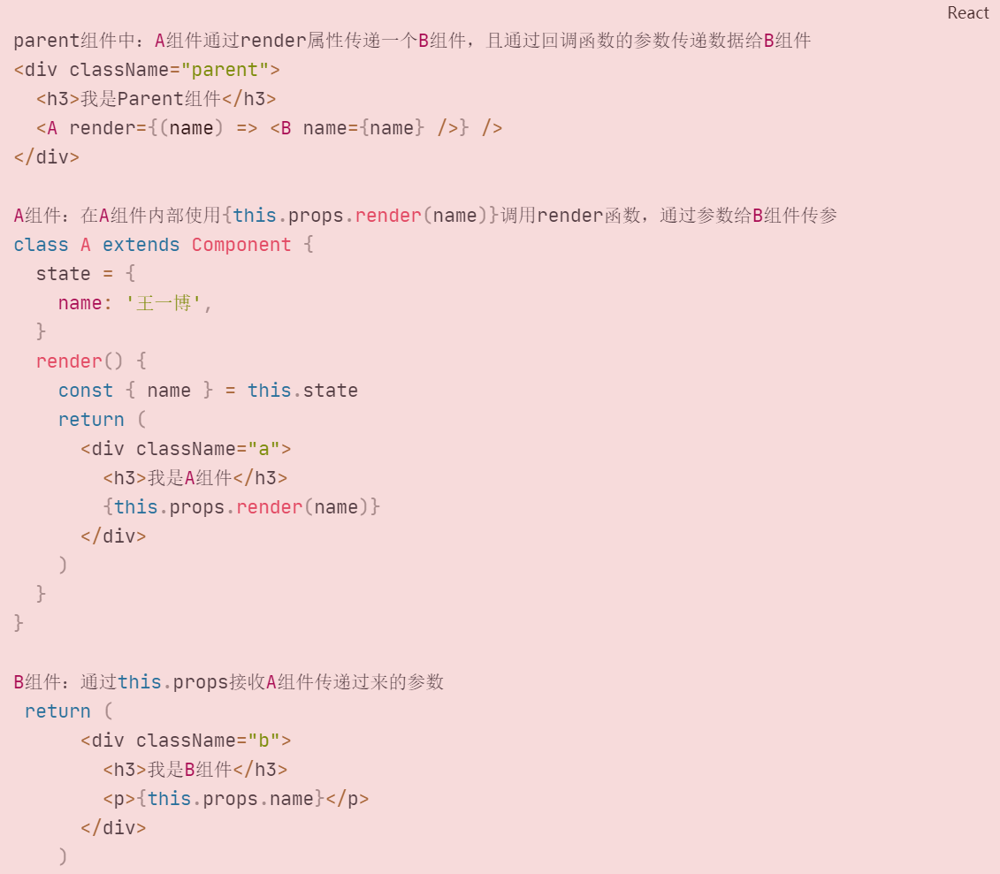 React
parent组件中：A组件通过render属性传递一个B组件，且通过回调函数的参数传递数据给B组件
<div className="parent">
  <h3>我是Parent组件</h3>
  <A render={(name) => <B name={name} />} />
</div>

A组件：在A组件内部使用{this.props.render(name)}调用render函数，通过参数给B组件传参
class A extends Component {
  state = {
    name: '王一博',
  }
  render() {
    const { name } = this.state
    return (
      <div className="a">
        <h3>我是A组件</h3>
        {this.props.render(name)}
      </div>
    )
  }
}

B组件：通过this.props接收A组件传递过来的参数
 return (
      <div className="b">
        <h3>我是B组件</h3>
        <p>{this.props.name}</p>
      </div>
    )